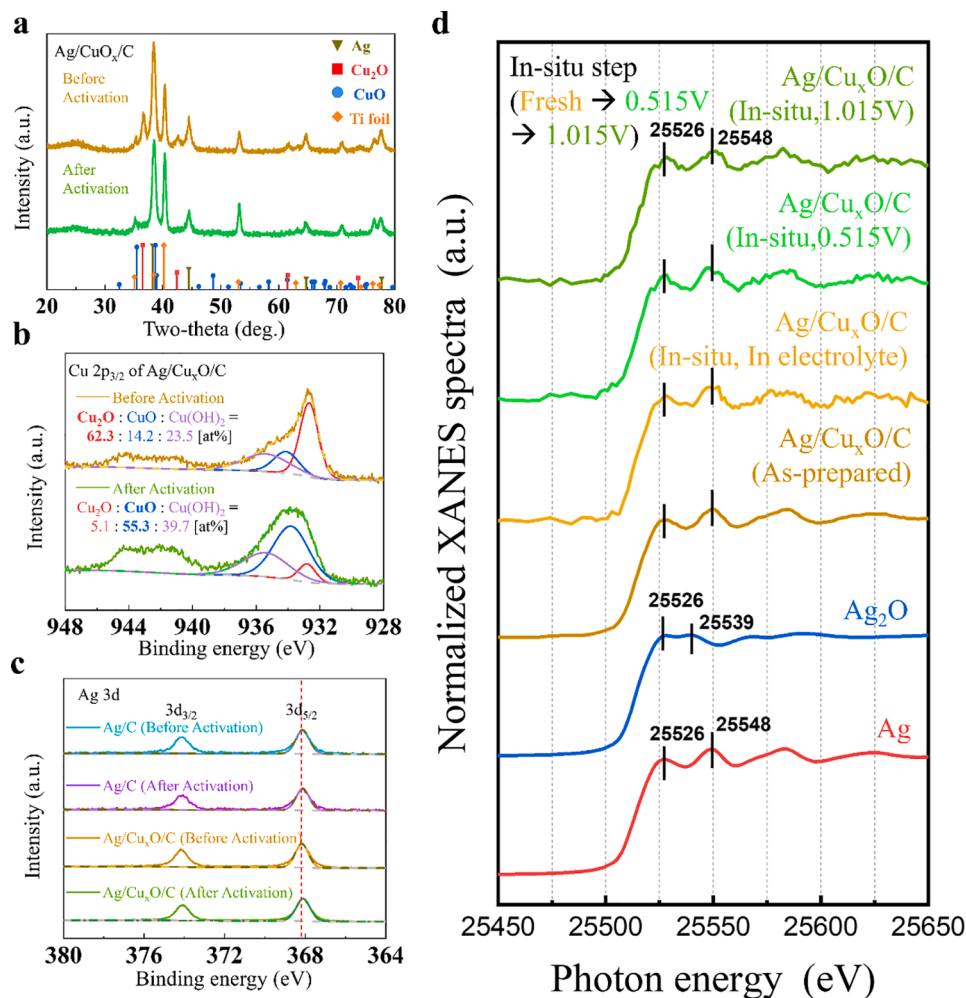 a
Ag/CuOx/C
Before
Activation
After
Activation
Ag
Cu2O
CuO
Ti foil
Intensity (a.u.)
20 30 40 50 60 70 80
Two-theta (deg.)
b
Cu 2p3/2 of Ag/CuxO/C
Before Activation
Cu2O : CuO : Cu(OH)2 =
62.3 : 14.2 : 23.5 [at%]
After Activation
Cu2O : CuO : Cu(OH)2 =
5.1 : 55.3 : 39.7 [at%]
Intensity (a.u.)
948 944 940 936 932 928
Binding energy (eV)
c
Ag 3d
3d3/2 3d5/2
Ag/C (Before Activation)
Ag/C (After Activation)
Ag/CuxO/C (Before Activation)
Ag/CuxO/C (After Activation)
Intensity (a.u.)
380 376 372 368 364
Binding energy (eV)
d
In-situ step
(Fresh → 0.515V
→ 1.015V)
Ag/CuxO/C
(In-situ,1.015V)
25526 25548
Ag/CuxO/C
(In-situ,0.515V)
Ag/CuxO/C
(In-situ, In electrolyte)
Ag/CuxO/C
(As-prepared)
25526 25539
Ag2O
25526 25548
Ag
Normalized XANES spectra (a.u.)
25450 25500 25550 25600 25650
Photon energy (eV)